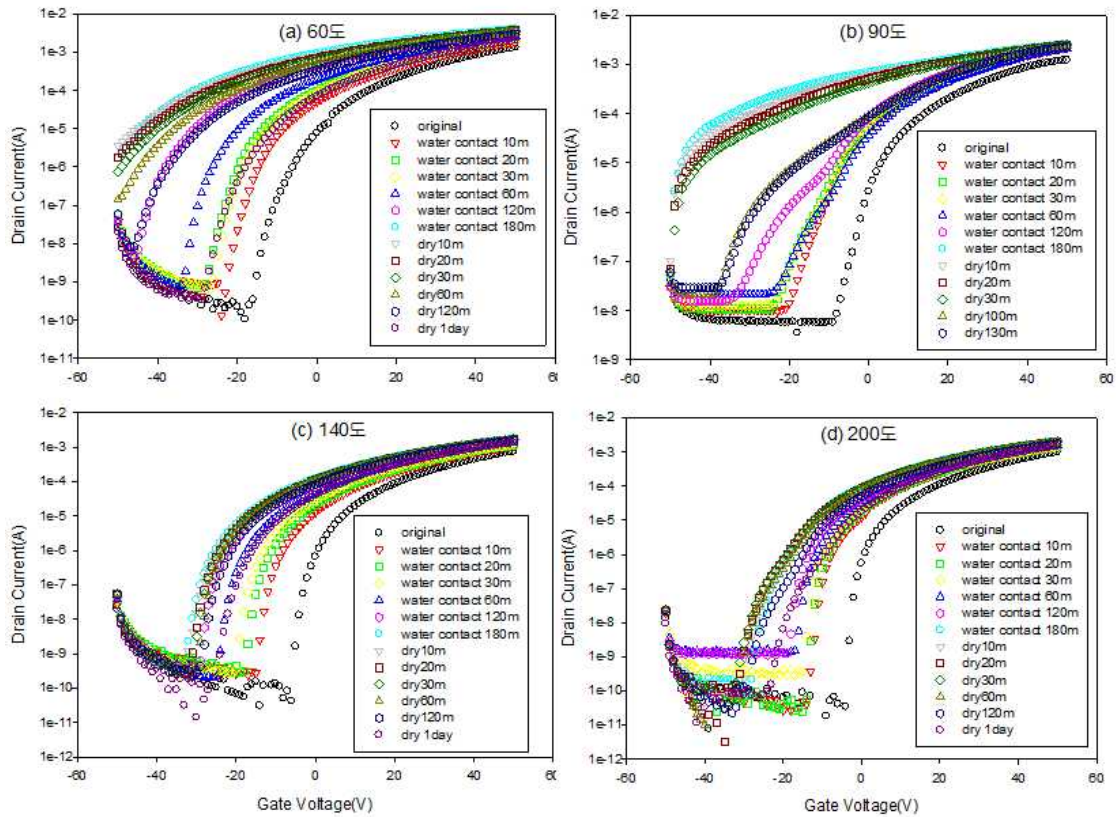 (a) 60도
1e-2
1e-3
1e-4
1e-5
1e-6
1e-7
1e-8
1e-9
1e-10
1e-11
Drain Current(A)
-60
-40
-20
0
20
40
60
original
water contact 10m
water contact 20m
water contact 30m
water contact 60m
water contact 120m
water contact 180m
dry10m
dry20m
dry30m
dry60m
dry120m
dry 1day
(b) 90도
1e-2
1e-3
1e-4
1e-5
1e-6
1e-7
1e-8
1e-9
Drain Current(A)
-60
-40
-20
0
20
40
60
original
water contact 10m
water contact 20m
water contact 30m
water contact 60m
water contact 120m
water contact 180m
dry10m
dry20m
dry30m
dry100m
dry130m
(c) 140도
1e-2
1e-3
1e-4
1e-5
1e-6
1e-7
1e-8
1e-9
1e-10
1e-11
1e-12
Drain Current(A)
-60
-40
-20
0
20
40
60
Gate Voltage(V)
original
water contact 10m
water contact 20m
water contact 30m
water contact 60m
water contact 120m
water contact 180m
dry10m
dry20m
dry30m
dry60m
dry120m
dry 1day
(d) 200도
1e-2
1e-3
1e-4
1e-5
1e-6
1e-7
1e-8
1e-9
1e-10
1e-11
1e-12
Drain Current(A)
-60
-40
-20
0
20
40
60
Gate Voltage(V)
original
water contact 10m
water contact 20m
water contact 30m
water contact 60m
water contact 120m
water contact 180m
dry10m
dry20m
dry30m
dry60m
dry120m
dry 1day